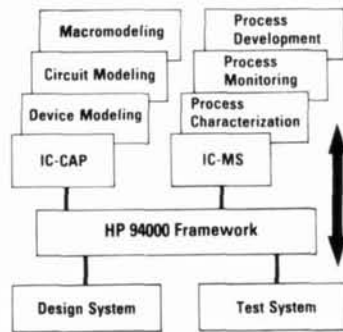 Macromodeling
Circuit Modeling
Device Modeling
IC-CAP
Process
Development
Process
Monitoring
Process
Characterization
IC-MS
HP 94000 Framework
Design System
Test System